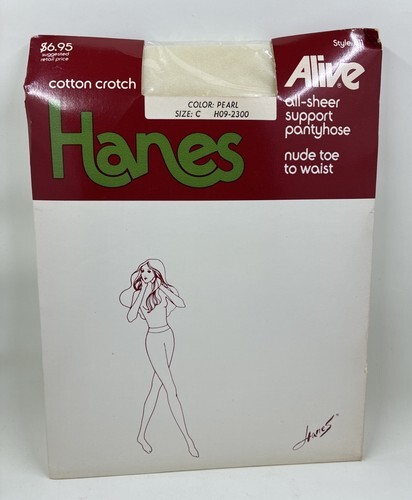 $6.95
suggested
retail price
Style
cotton crotch
Alive®
COLOR: PEARL
SIZE: C H09-2300
Hanes
all-sheer
support
pantyhose
nude toe
to waist
Hanes®